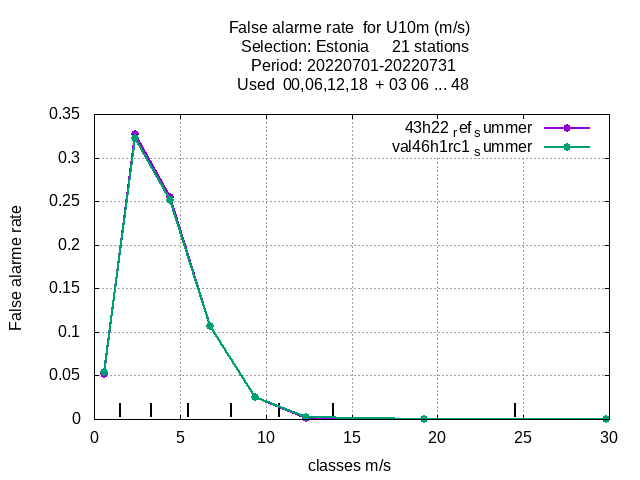 False alarme rate  for U10m (m/s)
Selection: Estonia     21 stations
Period: 20220701-20220731
Used  00,06,12,18  + 03 06 ... 48
43h22 ref summer
val46h1rc1 summer
0.35
0.3
0.25
0.2
0.15
0.1
0.05
0
False alarme rate
0 5 10 15 20 25 30
classes m/s